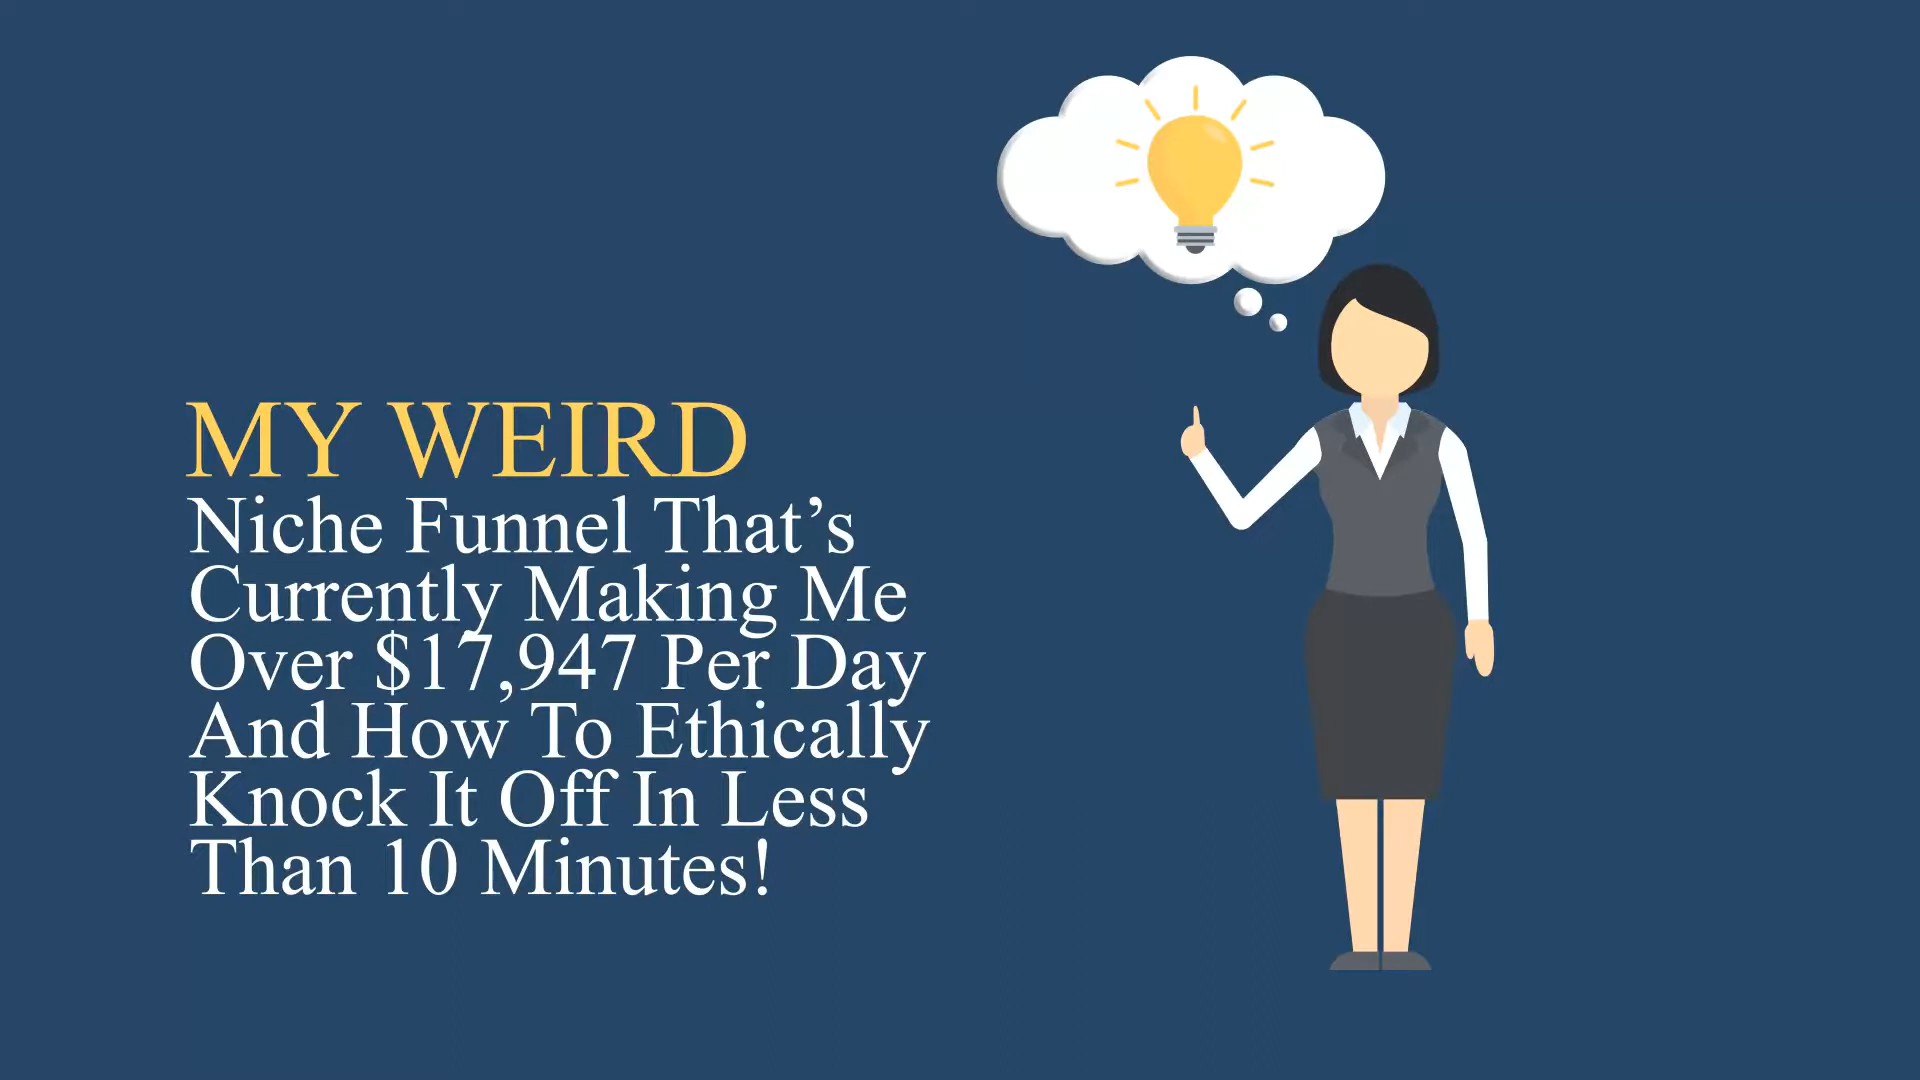 MY WEIRD
Niche Funnel That’s
Currently Making Me
Over $17,947 Per Day
And How To Ethically
Knock It Off In Less
Than 10 Minutes!